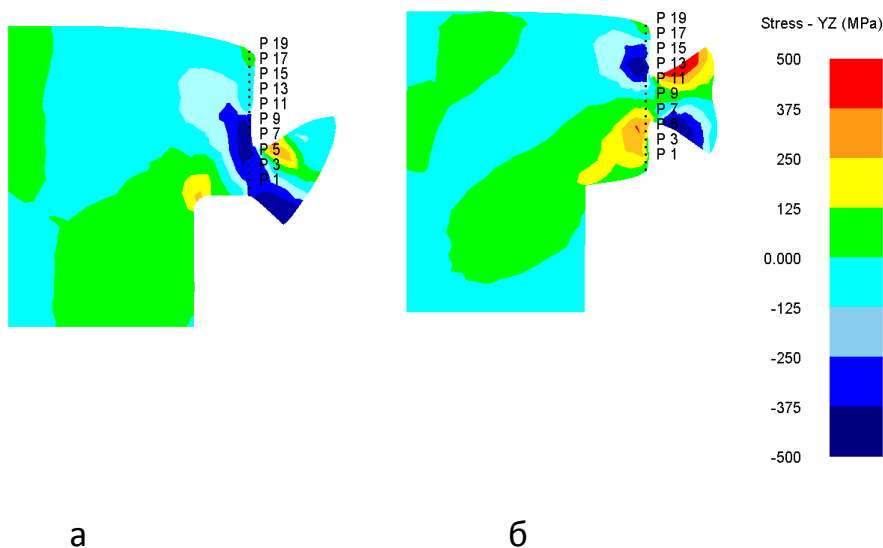 P 19
P 17
P 15
P 13
P 11
P 9
P 7
P 5
P 3
P 1
P 19
P 17
P 15
P 13
P 11
P 9
P 7
P 5
P 3
P 1
Stress - YZ (MPa)
500
375
250
125
0.000
-125
-250
-375
-500
а
б